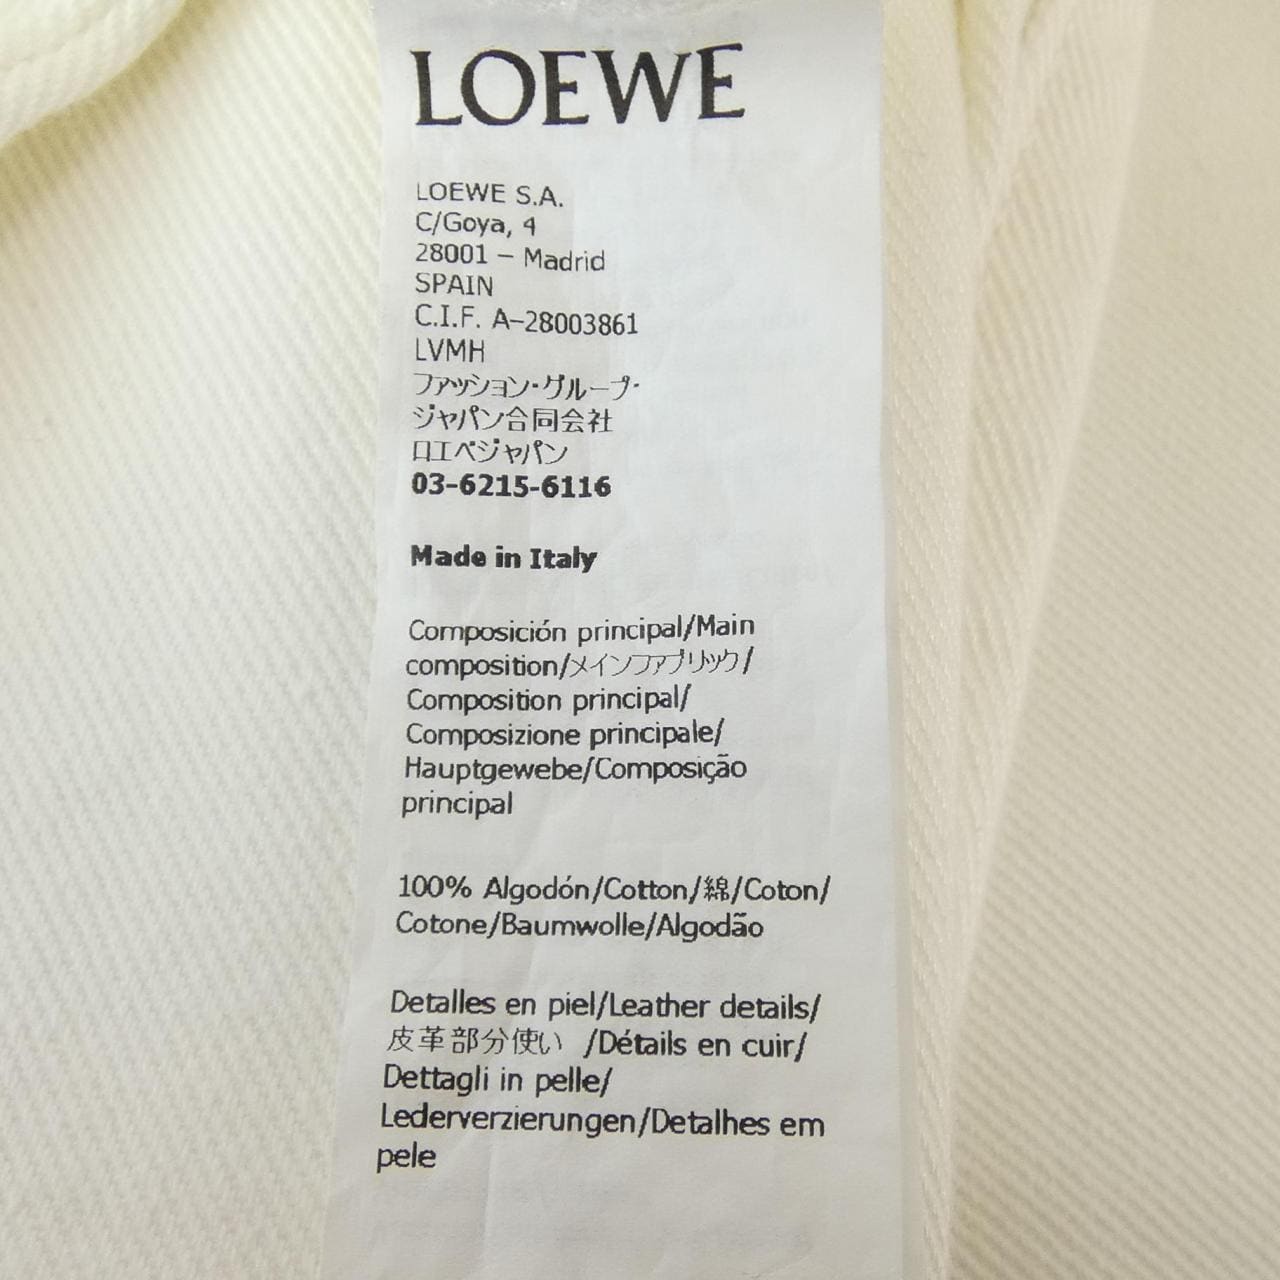 LOEWE
LOEWE S.A.
C/Goya, 4
28001 – Madrid
SPAIN
C.I.F. A–28003861
LVMH
ファッション・グループ・
ジャパン合同会社
ロエベジャパン
03-6215-6116
Made in Italy
Composición principal/Main
composition/メインファブリック/
Composition principal/
Composizione principale/
Hauptgewebe/Composição
principal
100% Algodón/Cotton/綿/Coton/
Cotone/Baumwolle/Algodão
Detalles en piel/Leather details/
皮革部分使い /Détails en cuir/
Dettagli in pelle/
Lederverzierungen/Detalhes em
pele